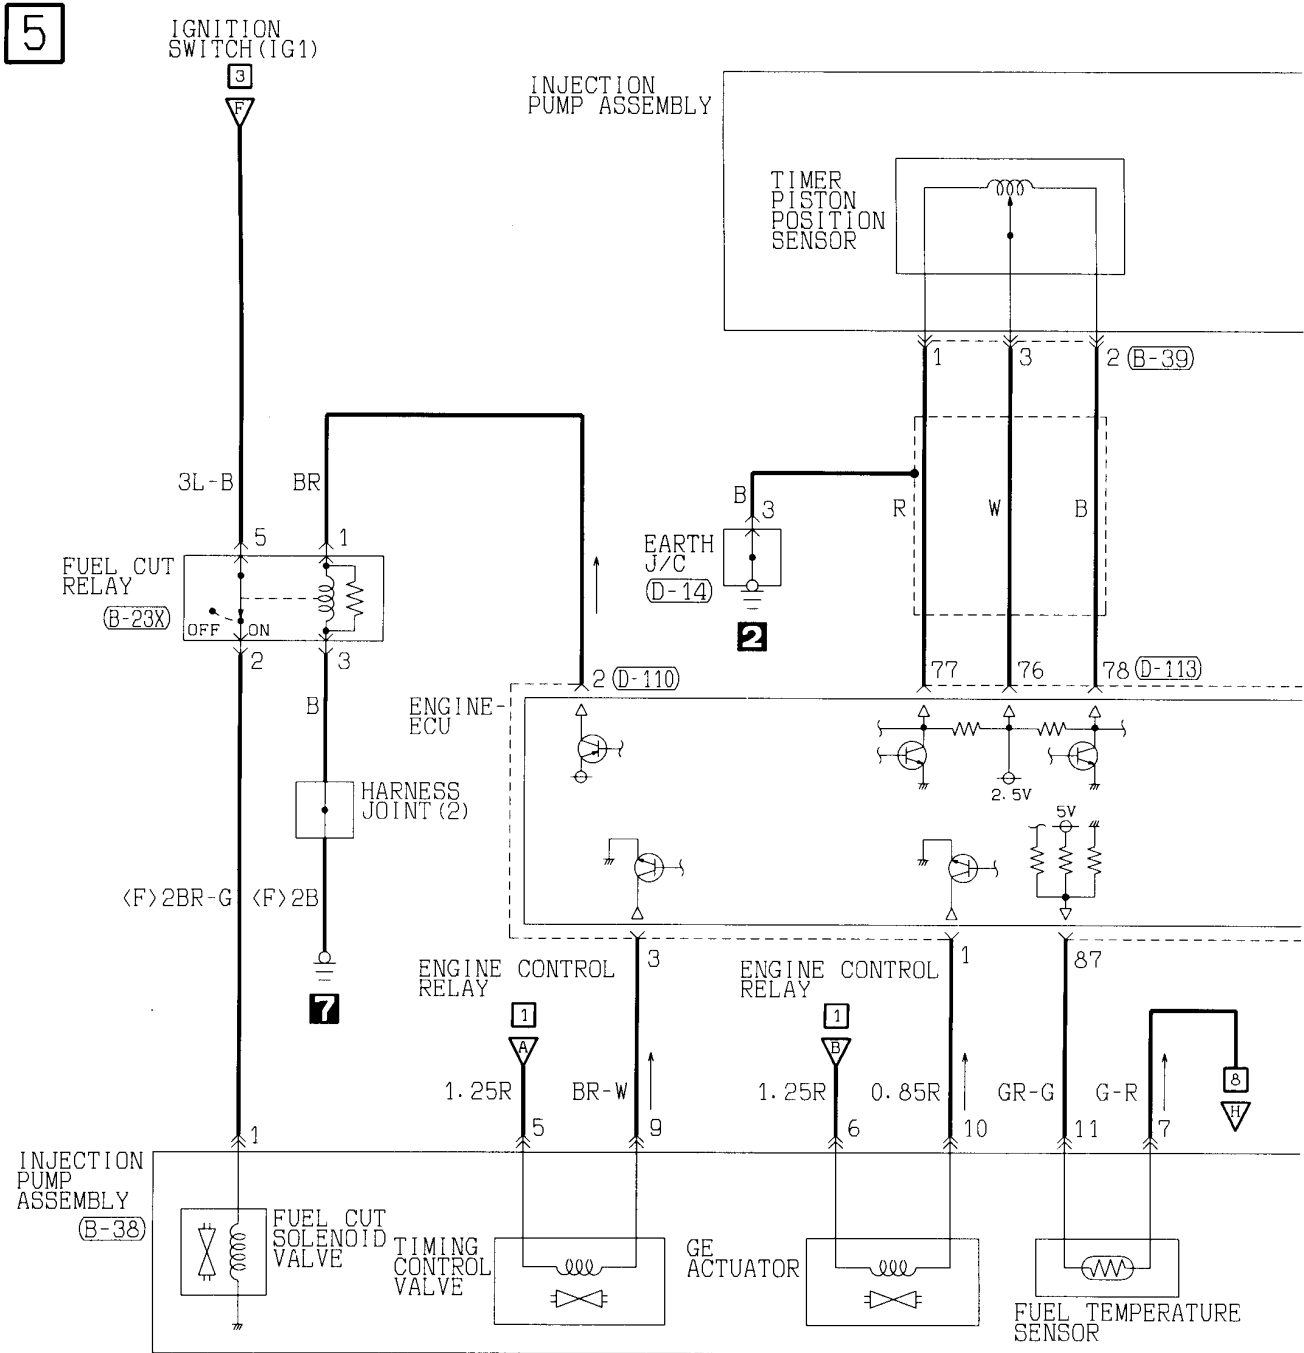 5
IGNITION
SWITCH(IG1)
3
F
INJECTION
PUMP ASSEMBLY
TIMER
PISTON
POSITION
SENSOR
1
3
2
B-39
3L-B
BR
B
3
R
W
B
5
1
FUEL CUT
RELAY
B-23X
OFF
ON
EARTH
J/C
D-14
2
2
3
2
D-110
77
76
78
D-113
B
ENGINE-
ECU
2.5V
5V
HARNESS
JOINT(2)
<F>2BR-G
<F>2B
7
3
1
87
ENGINE CONTROL
RELAY
ENGINE CONTROL
RELAY
1
A
1
B
8
H
1.25R
BR-W
1.25R
0.85R
GR-G
G-R
1
5
9
6
10
11
7
INJECTION
PUMP
ASSEMBLY
B-38
FUEL CUT
SOLENOID
VALVE
TIMING
CONTROL
VALVE
GE
ACTUATOR
FUEL TEMPERATURE
SENSOR